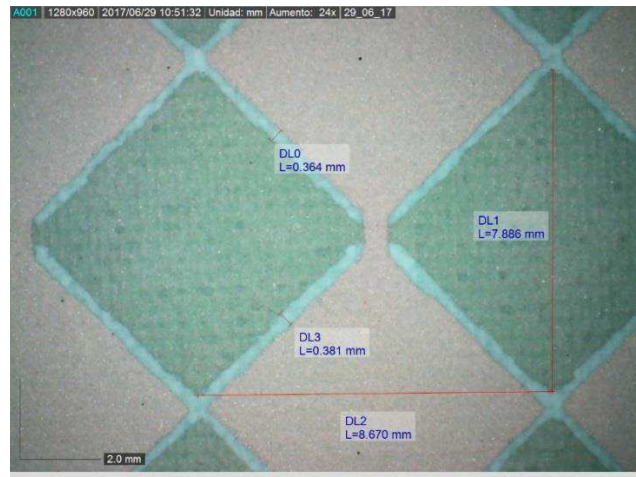 A001 1280x960 2017/06/29 10:51:32 Unidad: mm Aumento: 24x 29_06_17
DL0
L=0.364 mm
DL1
L=7.886 mm
DL3
L=0.381 mm
DL2
L=8.670 mm
2.0 mm